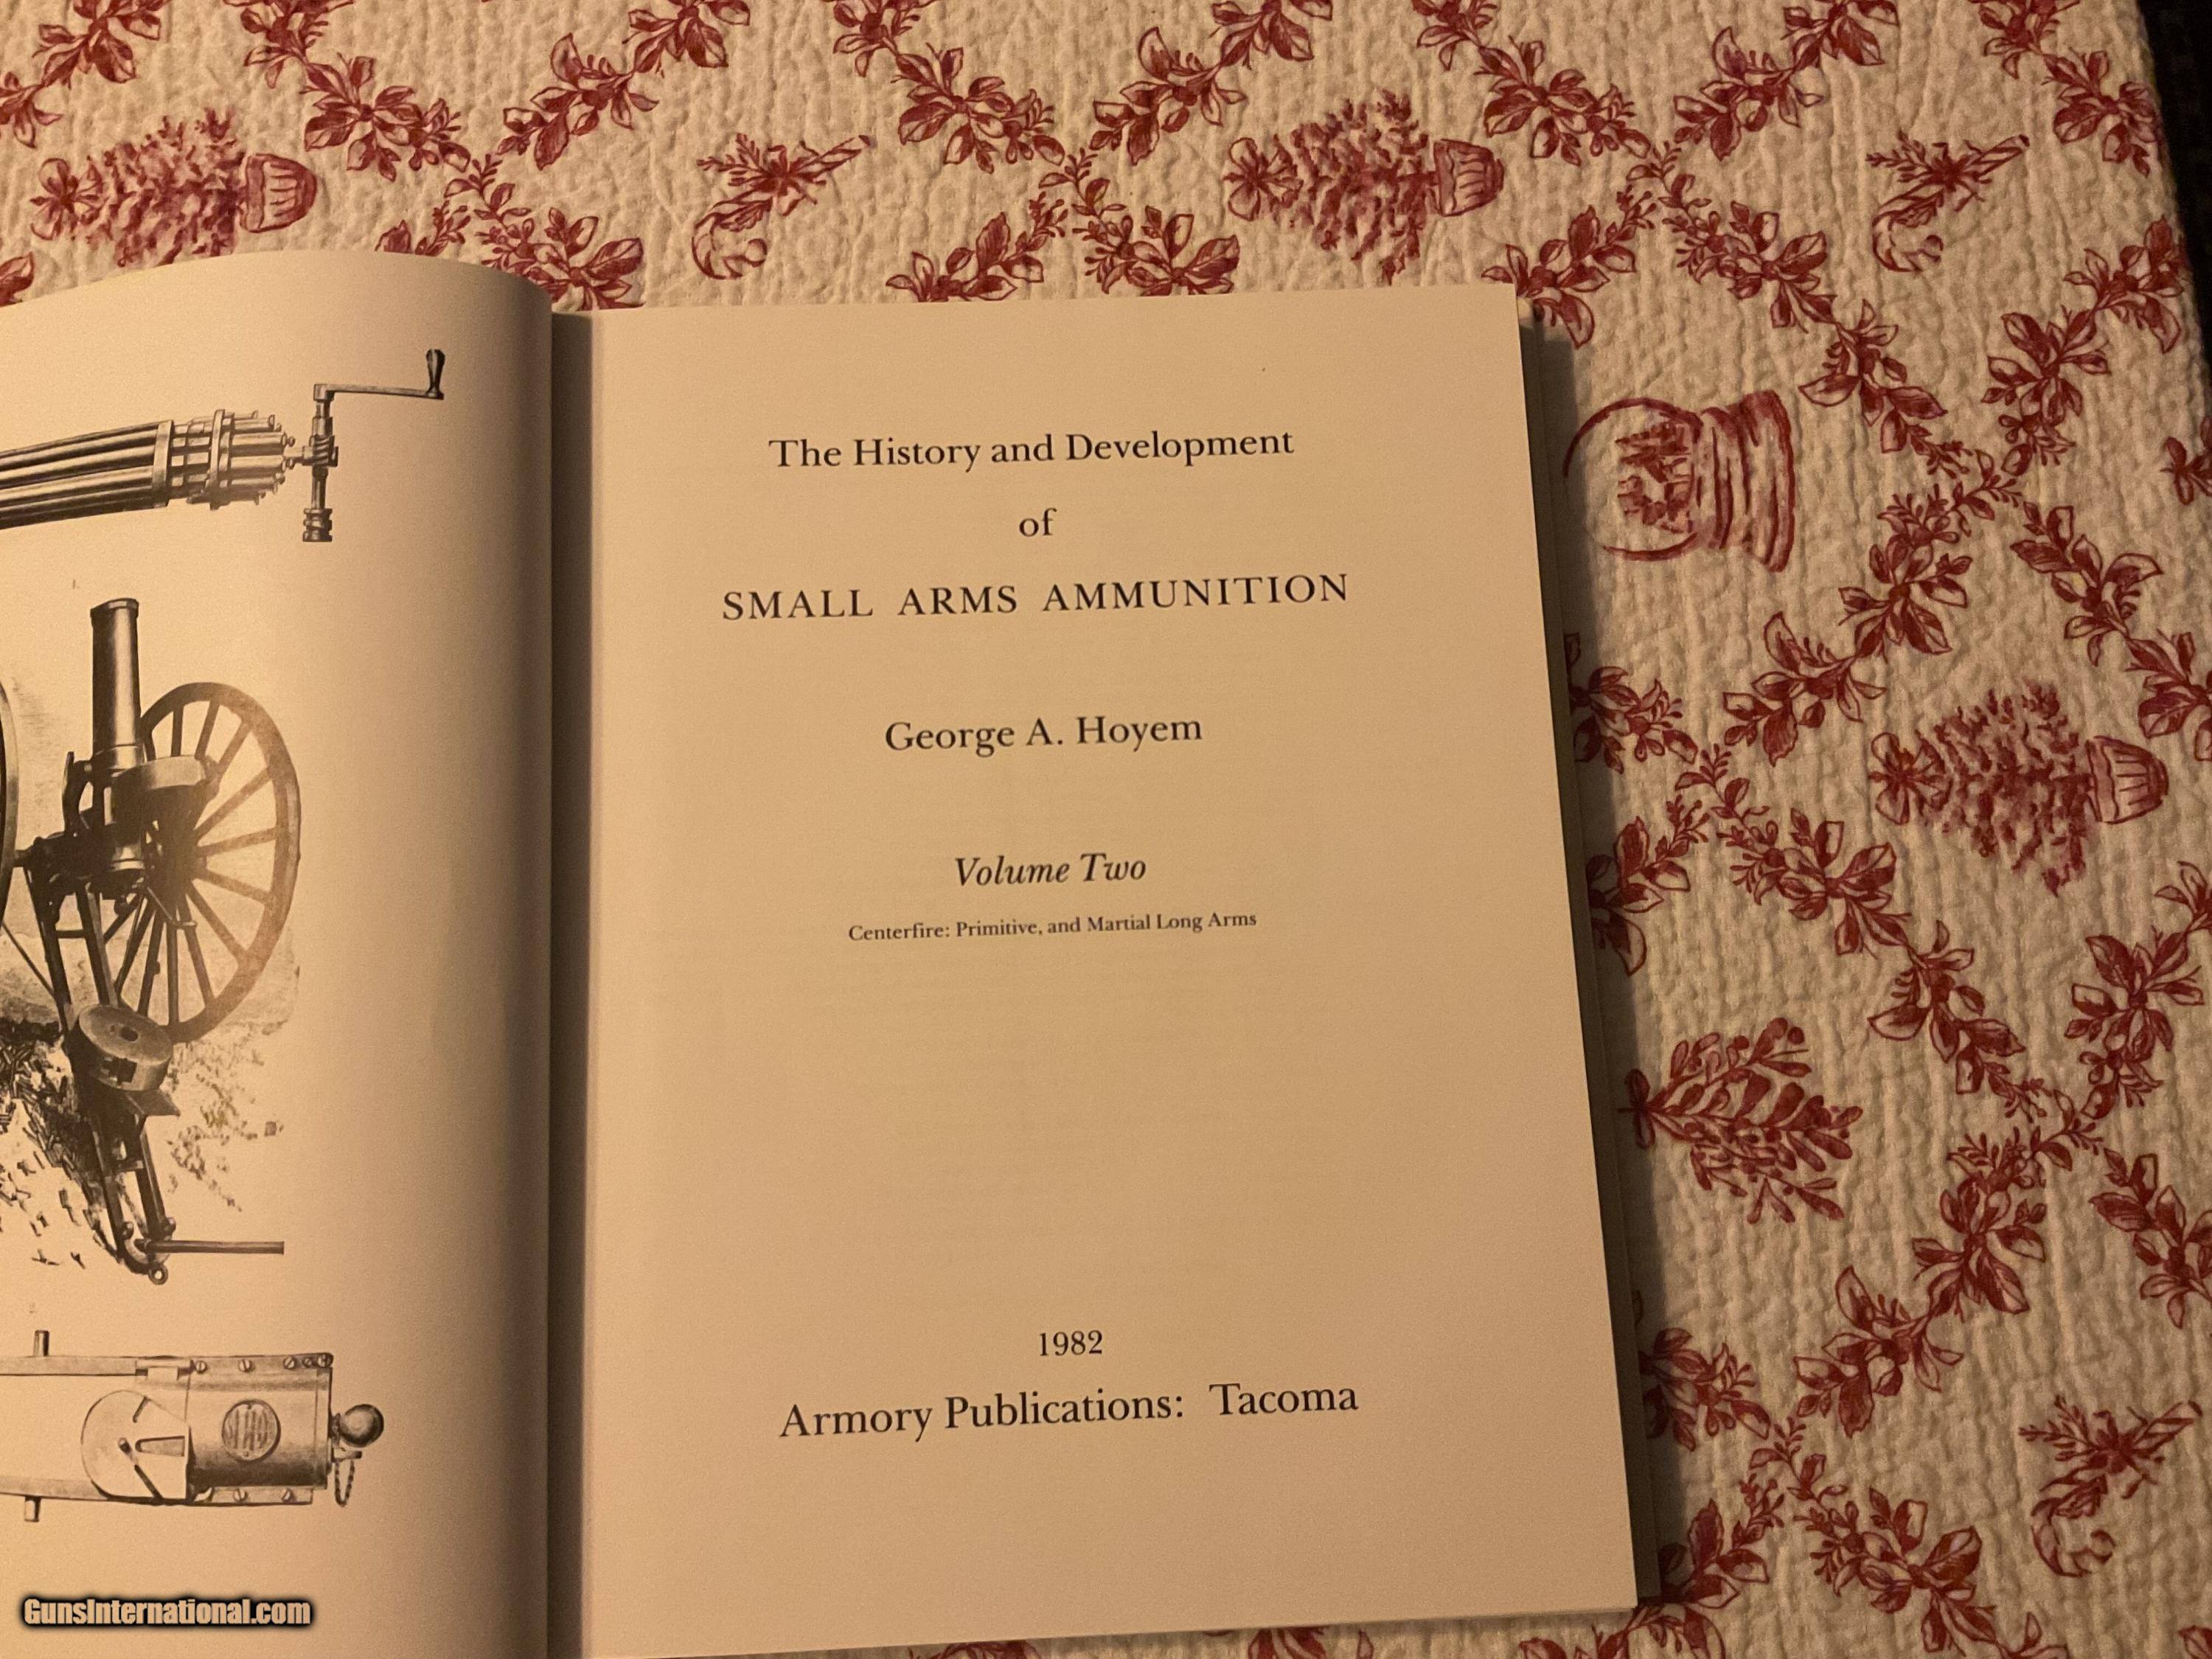 The History and Development
of
SMALL ARMS AMMUNITION
George A. Hoyem
Volume Two
Centerfire: Primitive, and Martial Long Arms
1982
Armory Publications: Tacoma
GunsInternational.com